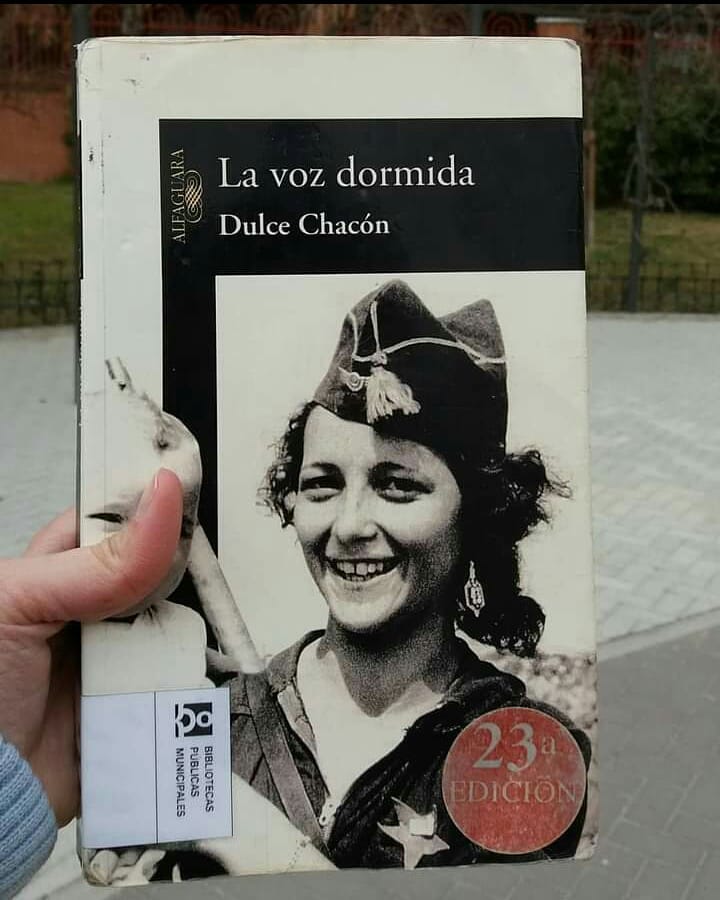 ALFAGUARA
La voz dormida
Dulce Chacón
BIBLIOTECAS
PÚBLICAS
MUNICIPALES
23ª
EDICIÓN